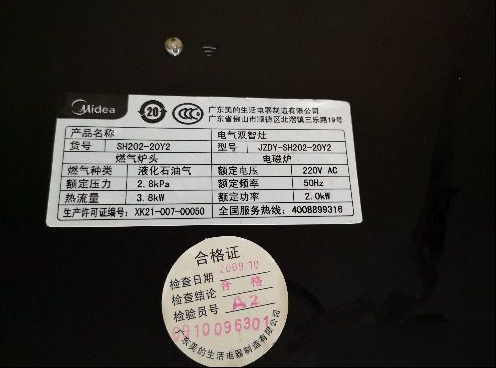 Midea
20
广东美的生活电器制造有限公司
广东省佛山市顺德区北滘镇三乐路19号
产品名称 电气双智灶
货号 SH202-20Y2 型号 JZDY-SH202-20Y2
燃气炉头 电磁炉
燃气种类 液化石油气 额定电压 220V AC
额定压力 2.8kPa 额定频率 50Hz
热流量 3.8kW 额定功率 2.0kW
生产许可证编号: XK21-007-00050 全国服务热线: 4008899316
合格证
检查日期 2009.10
检查结论 合格
检验员号 A2
0910096301
广东美的生活电器制造有限公司